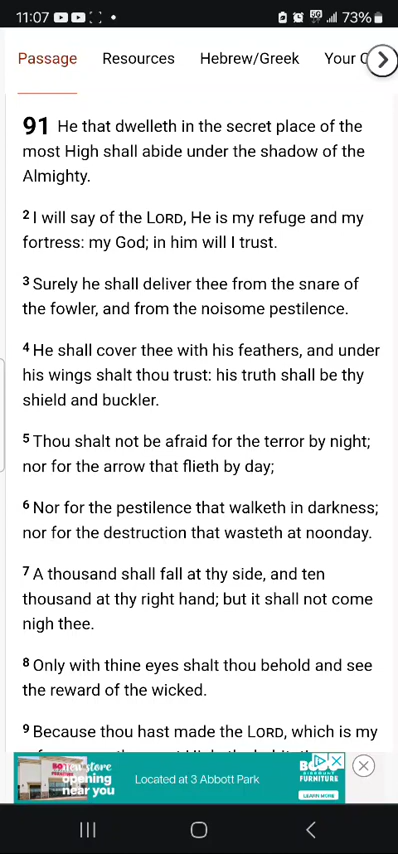 11:07
5G
73%
Passage Resources Hebrew/Greek Your
91 He that dwelleth in the secret place of the
most High shall abide under the shadow of the
Almighty.
2 I will say of the LORD, He is my refuge and my
fortress: my God; in him will I trust.
3 Surely he shall deliver thee from the snare of
the fowler, and from the noisome pestilence.
4 He shall cover thee with his feathers, and under
his wings shalt thou trust: his truth shall be thy
shield and buckler.
5 Thou shalt not be afraid for the terror by night;
nor for the arrow that flieth by day;
6 Nor for the pestilence that walketh in darkness;
nor for the destruction that wasteth at noonday.
7 A thousand shall fall at thy side, and ten
thousand at thy right hand; but it shall not come
nigh thee.
8 Only with thine eyes shalt thou behold and see
the reward of the wicked.
9 Because thou hast made the LORD, which is my
new store
opening
near you
Located at 3 Abbott Park
DISCOUNT
FURNITURE
LEARN MORE